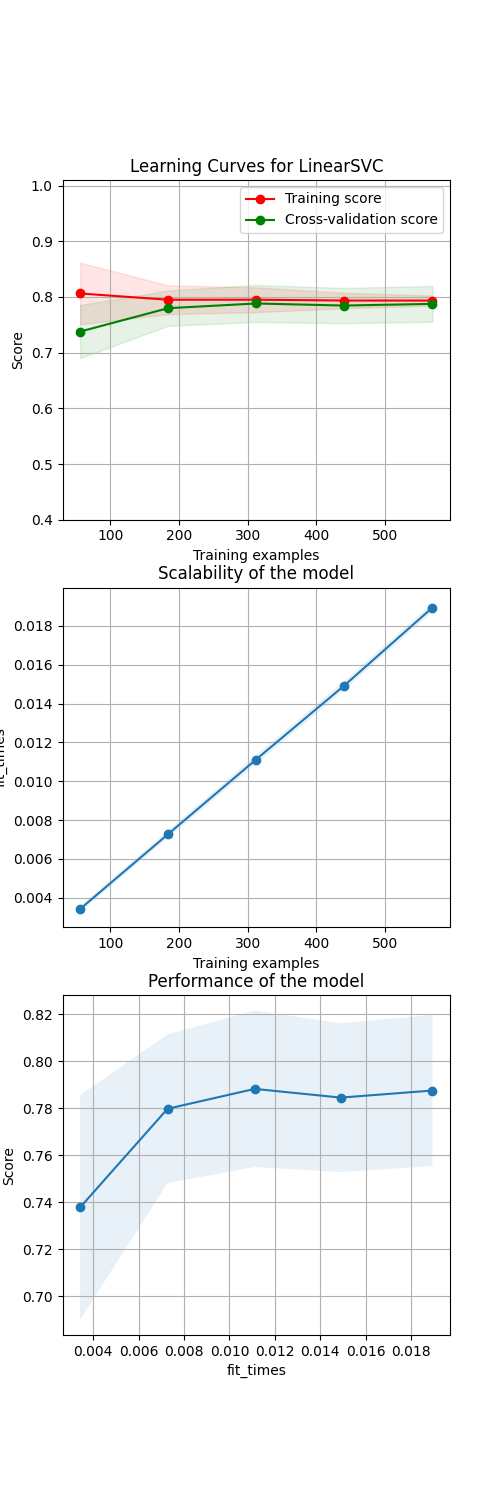 Learning Curves for LinearSVC
1.0
0.9
0.8
0.7
0.6
0.5
0.4
Score
Training score
Cross-validation score
100 200 300 400 500
Training examples
Scalability of the model
0.018
0.016
0.014
0.012
0.010
0.008
0.006
0.004
fit_times
100 200 300 400 500
Training examples
Performance of the model
0.82
0.80
0.78
0.76
0.74
0.72
0.70
Score
0.004 0.006 0.008 0.010 0.012 0.014 0.016 0.018
fit_times